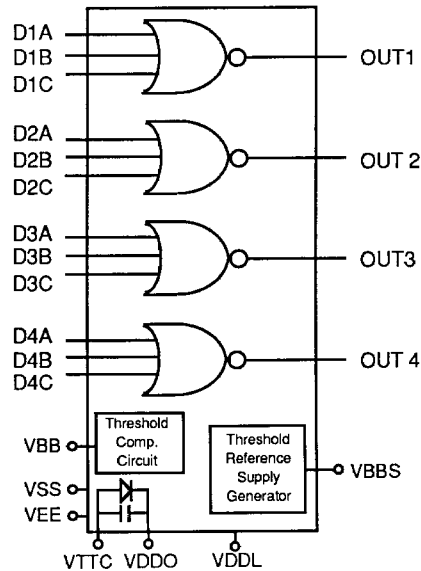 D1A
D1B
D1C
OUT1
D2A
D2B
D2C
OUT 2
D3A
D3B
D3C
OUT3
D4A
D4B
D4C
OUT 4
Threshold
Comp.
Circuit
Threshold
Reference
Supply
Generator
VBB
VBBS
VSS
VEE
VTTC
VDDO
VDDL